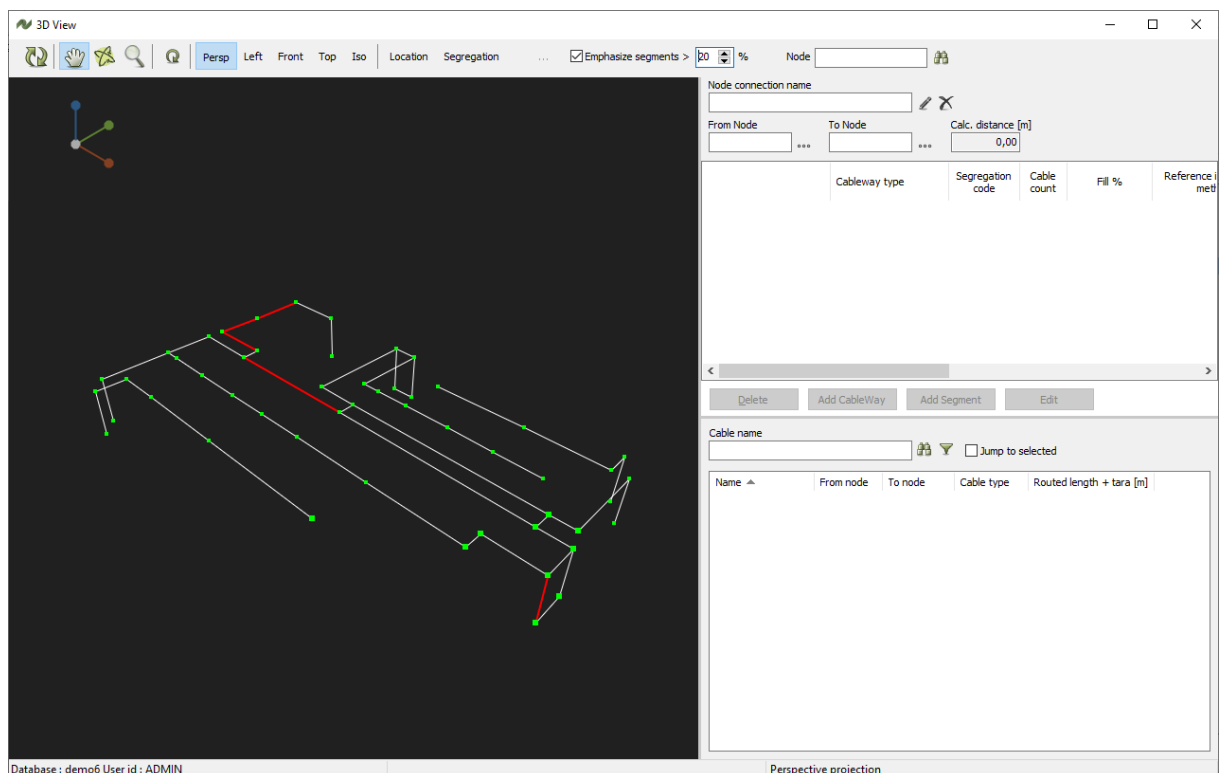 3D View
Persp Left Front Top Iso Location Segregation ... Emphasize segments > 20 % Node
Node connection name
From Node To Node Calc. distance [m]
0,00
Cableway type Segregation code Cable count Fill % Reference i
Delete Add CableWay Add Segment Edit
Cable name
Jump to selected
Name From node To node Cable type Routed length + tara [m]
Database : demo6 User id : ADMIN Perspective projection